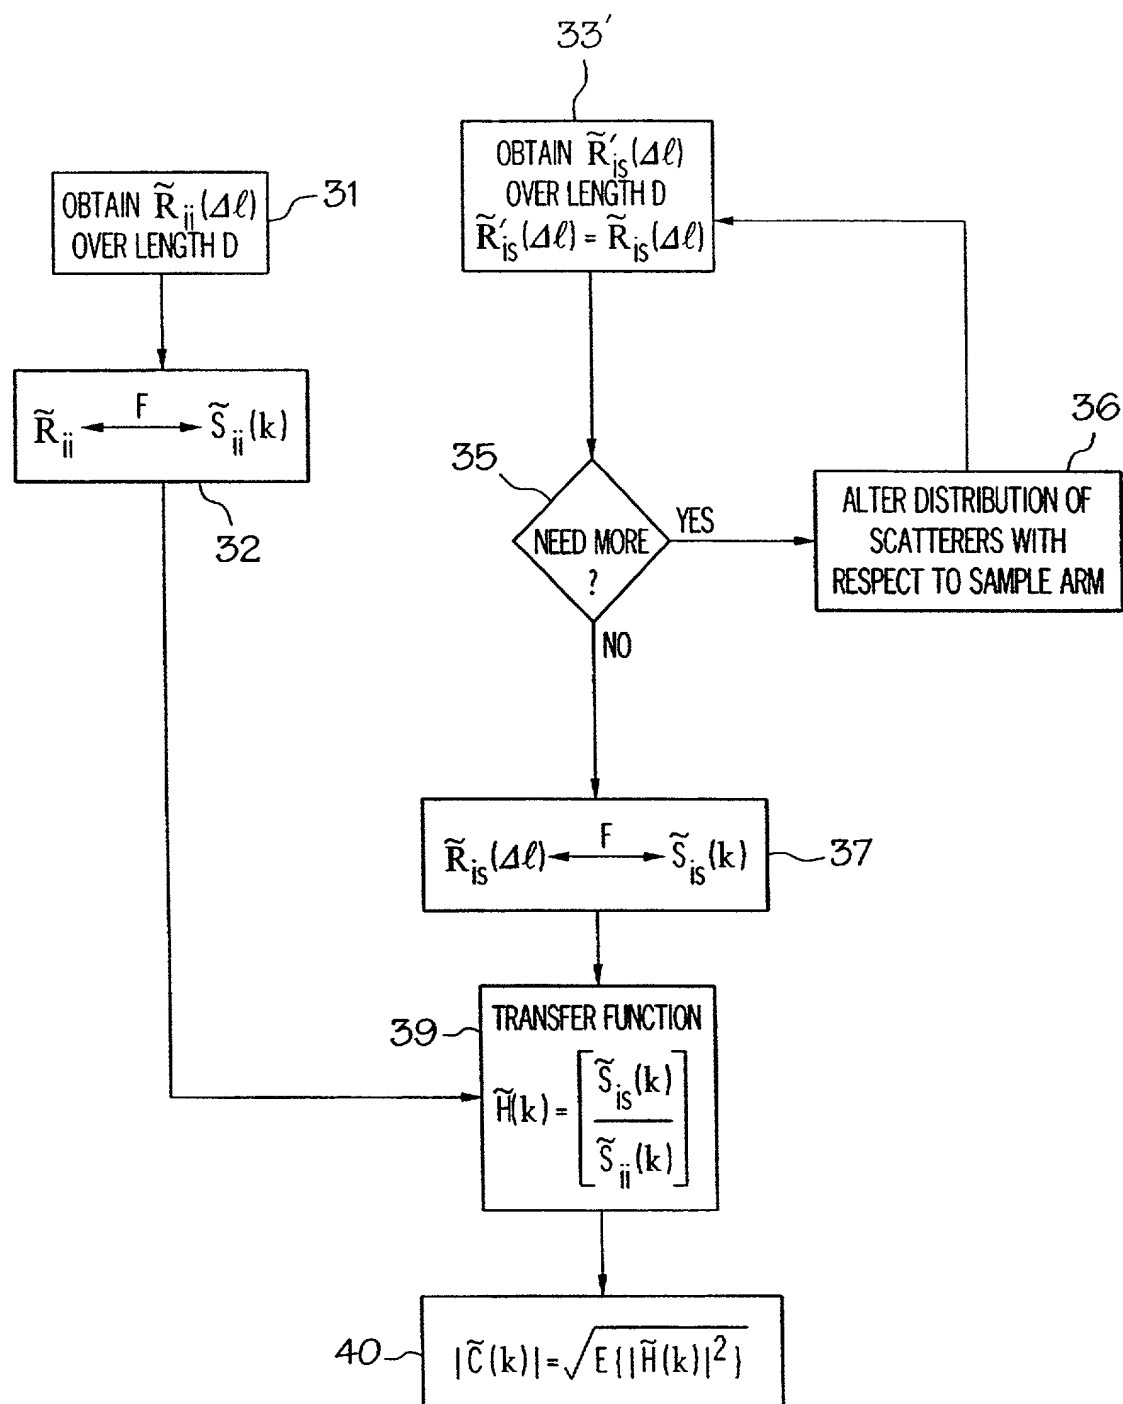 33′
OBTAIN R̃′is(Δℓ)
OVER LENGTH D
R̃′is(Δℓ) = R̃is(Δℓ)
31
OBTAIN R̃ii(Δℓ)
OVER LENGTH D
R̃ii ⟷ F S̃ii(k)
32
35
NEED MORE
?
YES
NO
36
ALTER DISTRIBUTION OF
SCATTERERS WITH
RESPECT TO SAMPLE ARM
R̃is(Δℓ) ⟷ F S̃is(k)
37
39
TRANSFER FUNCTION
H̃(k) = [S̃is(k) / S̃ii(k)]
40
|C̃(k)| = √E{|H̃(k)|²}